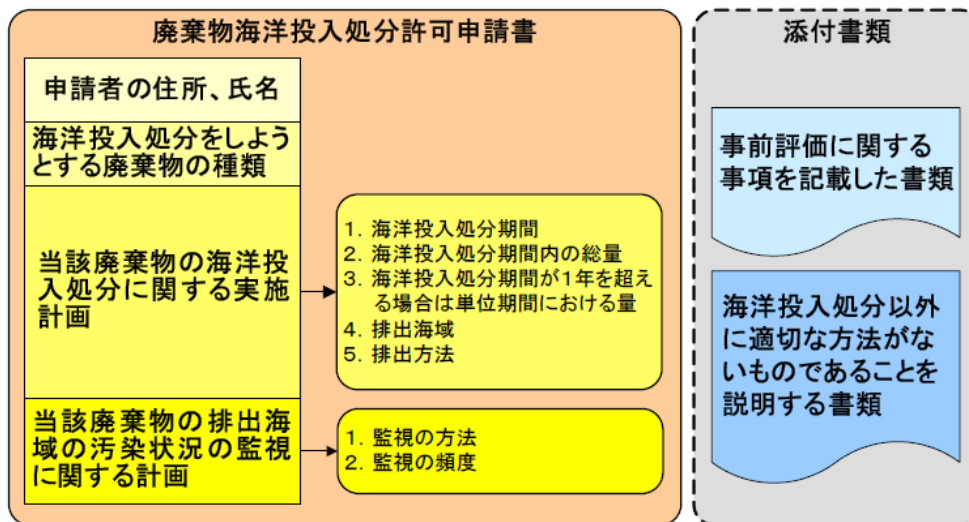 廃棄物海洋投入処分許可申請書
申請者の住所、氏名
海洋投入処分をしよう
とする廃棄物の種類
当該廃棄物の海洋投
入処分に関する実施
計画
1. 海洋投入処分期間
2. 海洋投入処分期間内の総量
3. 海洋投入処分期間が1年を超え
る場合は単位期間における量
4. 排出海域
5. 排出方法
当該廃棄物の排出海
域の汚染状況の監視
に関する計画
1. 監視の方法
2. 監視の頻度
添付書類
事前評価に関する
事項を記載した書類
海洋投入処分以外
に適切な方法がな
いものであることを
説明する書類